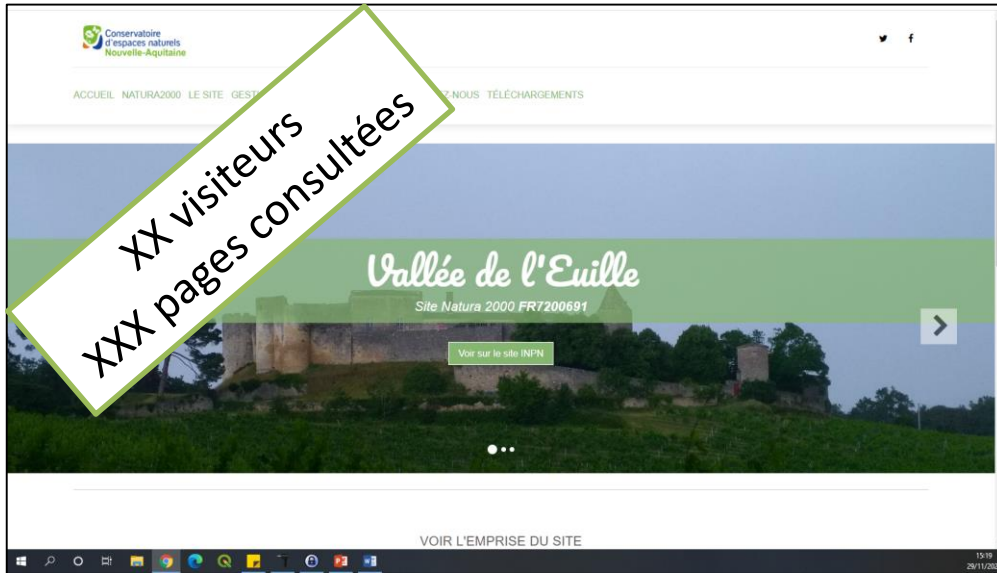 Conservatoire
d'espaces naturels
Nouvelle-Aquitaine
ACCUEIL NATURA2000 LE SITE TÉLÉCHARGEMENTS
XX visiteurs
XXX pages consultées
Vallée de l'Euille
Site Natura 2000 FR7200691
Voir sur le site INPN
VOIR L'EMPRISE DU SITE
15:19